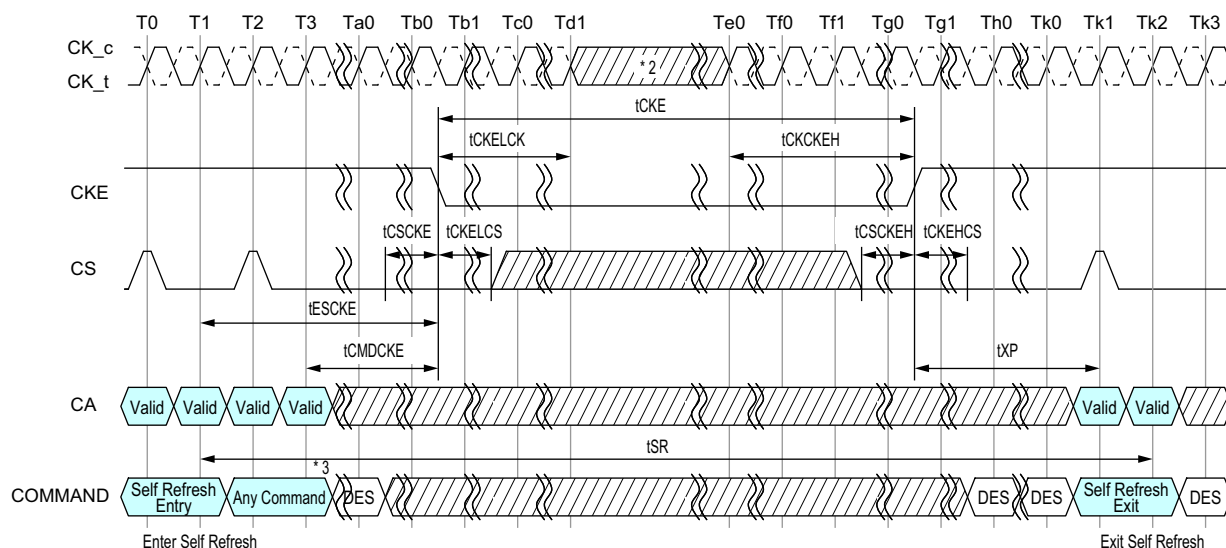 T0 T1 T2 T3 Ta0 Tb0 Tb1 Tc0 Td1 Te0 Tf0 Tf1 Tg0 Tg1 Th0 Tk0 Tk1 Tk2 Tk3
CK_c
CK_t
* 2
tCKE
tCKELCK tCKCKEH
CKE
tCSCKE tCKELCS tCSCKEH tCKEHCS
CS
tESCKE
tCMDCKE tXP
CA Valid Valid Valid Valid Valid Valid
tSR
* 3
COMMAND Self Refresh Entry Any Command DES DES DES Self Refresh Exit DES
Enter Self Refresh Exit Self Refresh